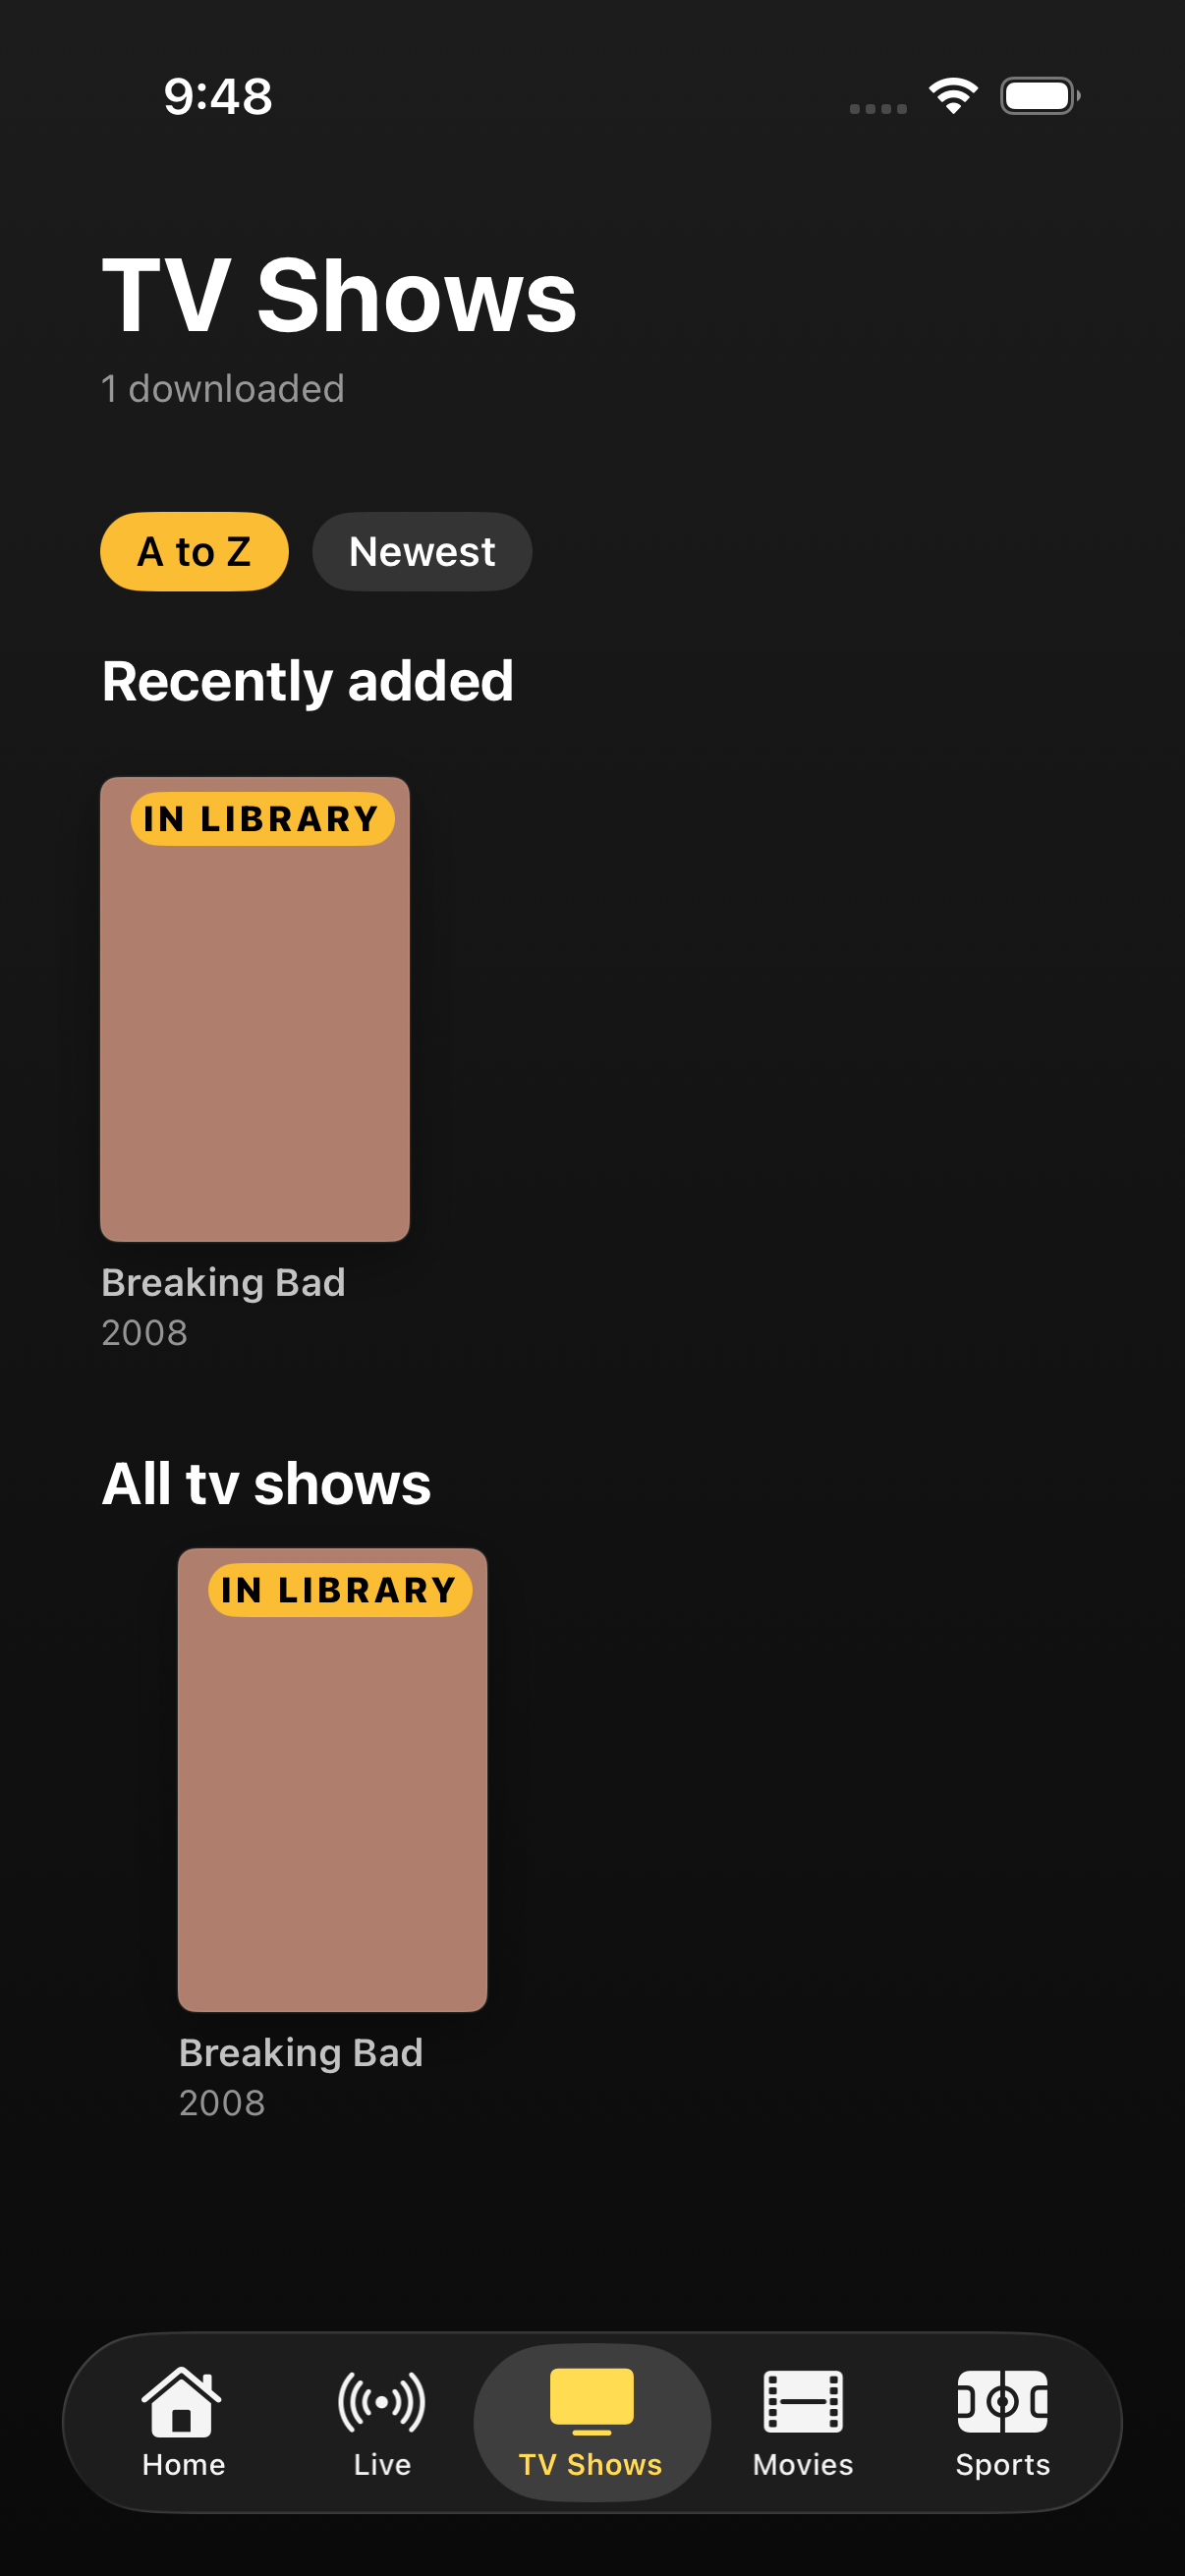 9:48
TV Shows
1 downloaded
A to Z
Newest
Recently added
IN LIBRARY
Breaking Bad
2008
All tv shows
IN LIBRARY
Breaking Bad
2008
Home
Live
TV Shows
Movies
Sports